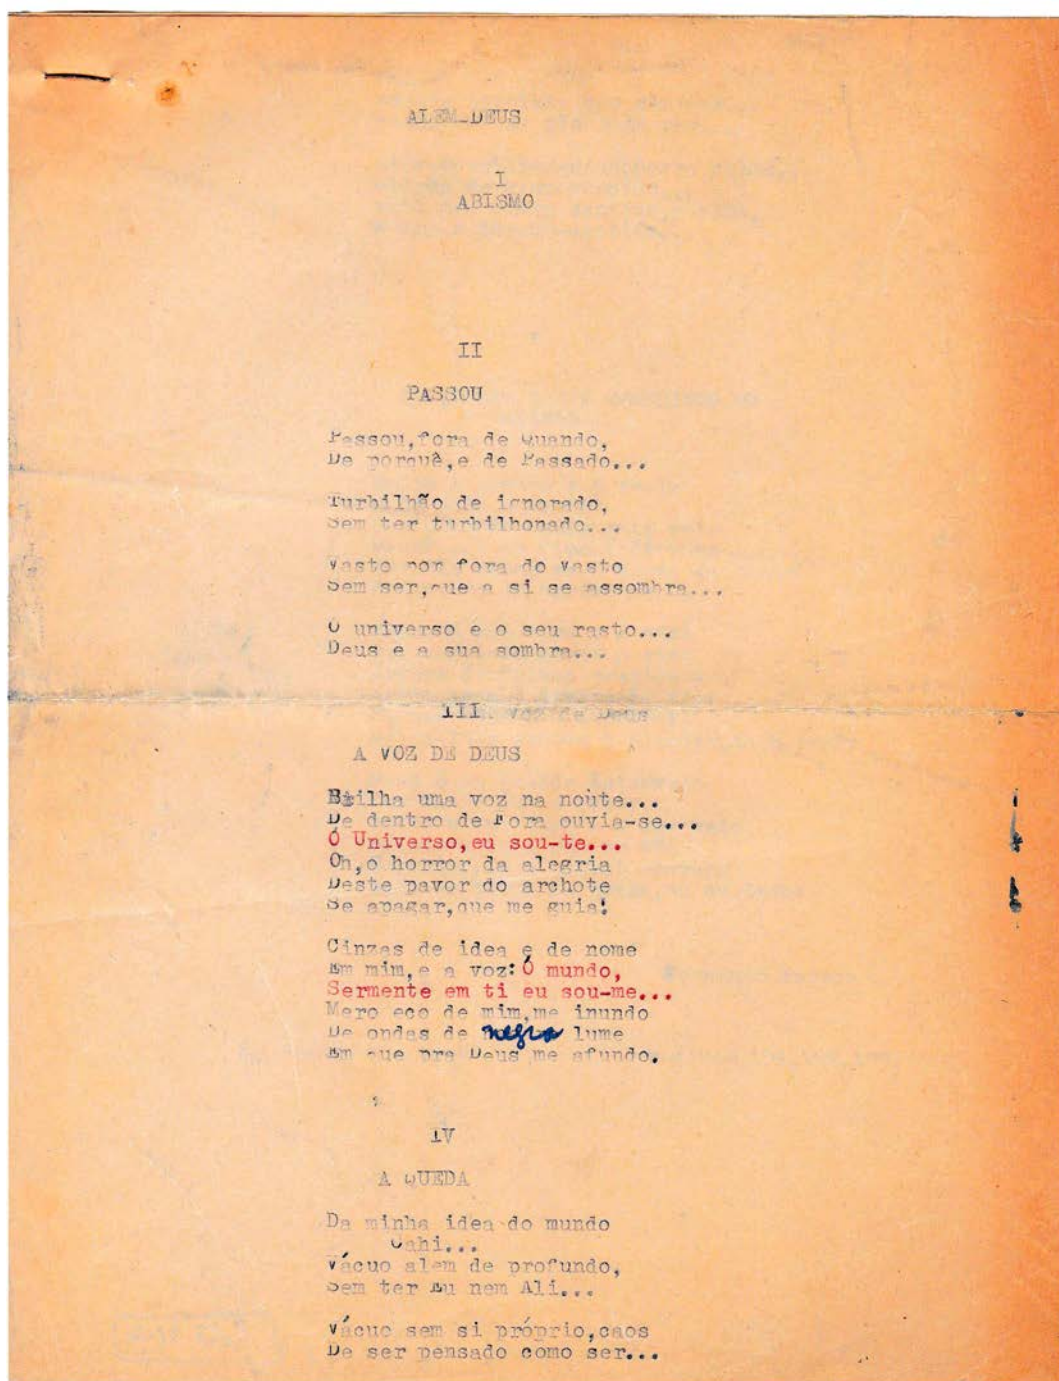 ALEM-DEUS
I
ABISMO
II
PASSOU
Passou,fora de Quando,
De porquê,e de Passado...
Turbilhão de ignorado,
Sem ter turbilhonado...
Vasto por fora do Vasto
Sem ser,que a si se assombra...
O universo e o seu rasto...
Deus e a sua sombra...
III. Voz de Deus
A VOZ DE DEUS
Brilha uma voz na noute...
De dentro de Fora ouvia-se...
Ó Universo,eu sou-te...
Oh,o horror da alegria
Deste pavor do archote
Se apagar,que me guia!
Cinzas de idea e de nome
Em mim,e a voz: Ó mundo,
Sermente em ti eu sou-me...
Mero eco de mim,me inundo
De ondas de negro lume
Em que pra Deus me afundo.
IV
A QUEDA
Da minha idea do mundo
Cahi...
Vácuo alem de profundo,
Sem ter Eu nem Ali...
Vácuo sem si próprio,caos
De ser pensado como ser...